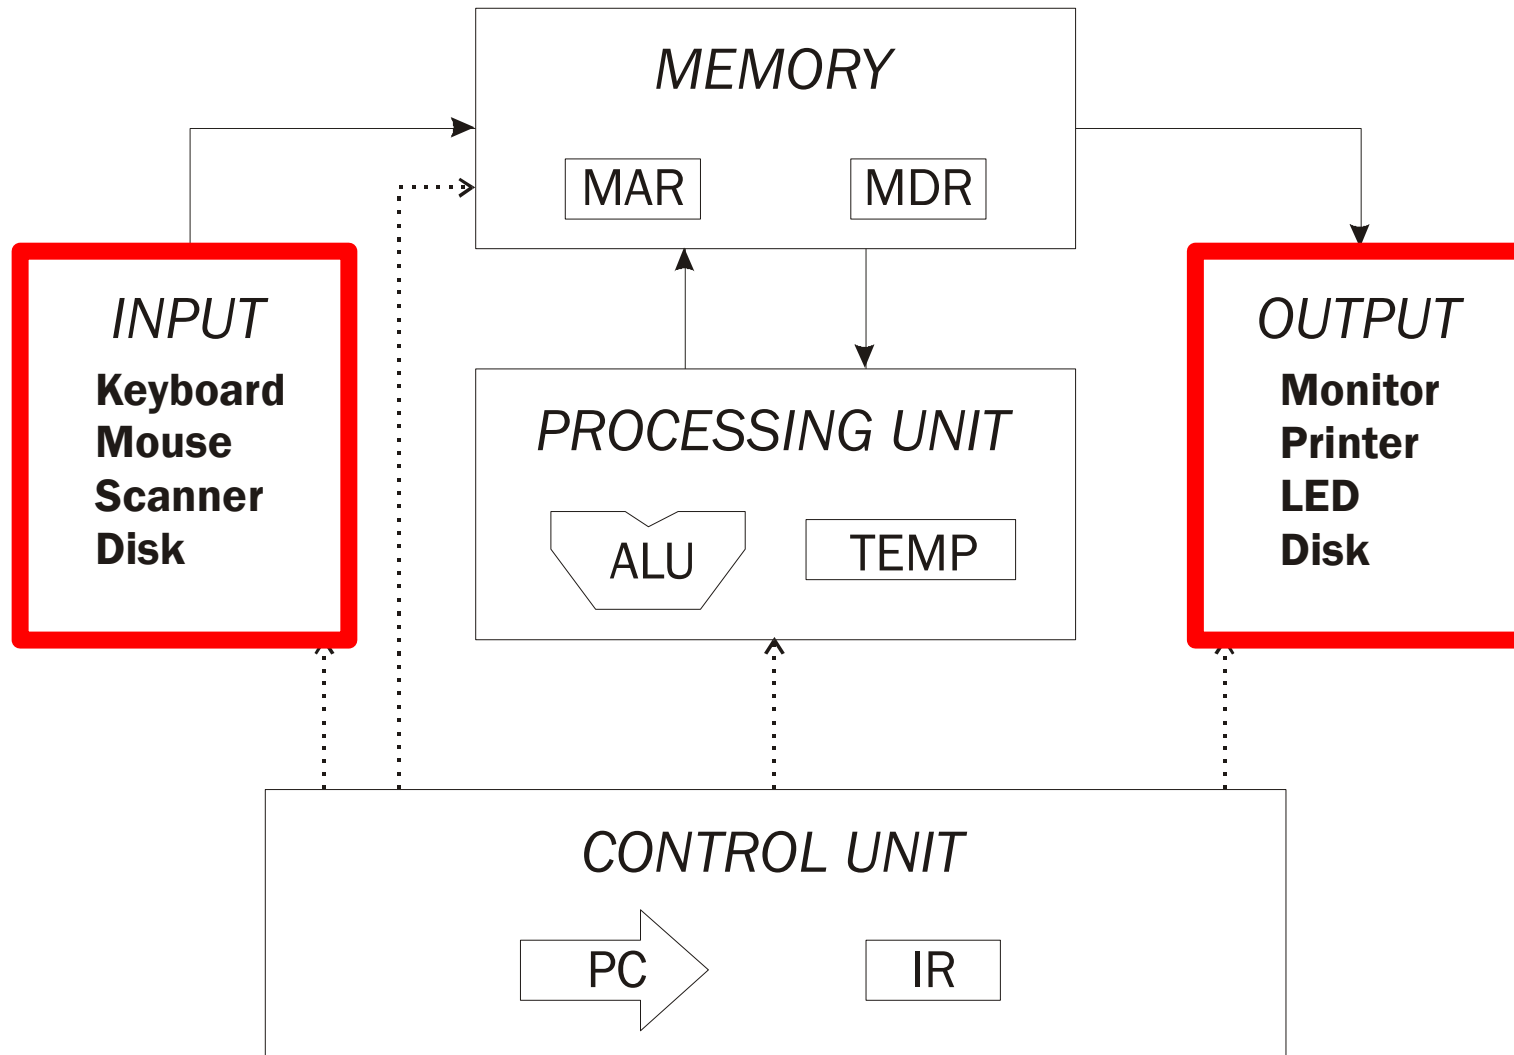 MEMORY
MAR
MDR
INPUT
Keyboard
Mouse
Scanner
Disk
PROCESSING UNIT
ALU
TEMP
OUTPUT
Monitor
Printer
LED
Disk
CONTROL UNIT
PC
IR